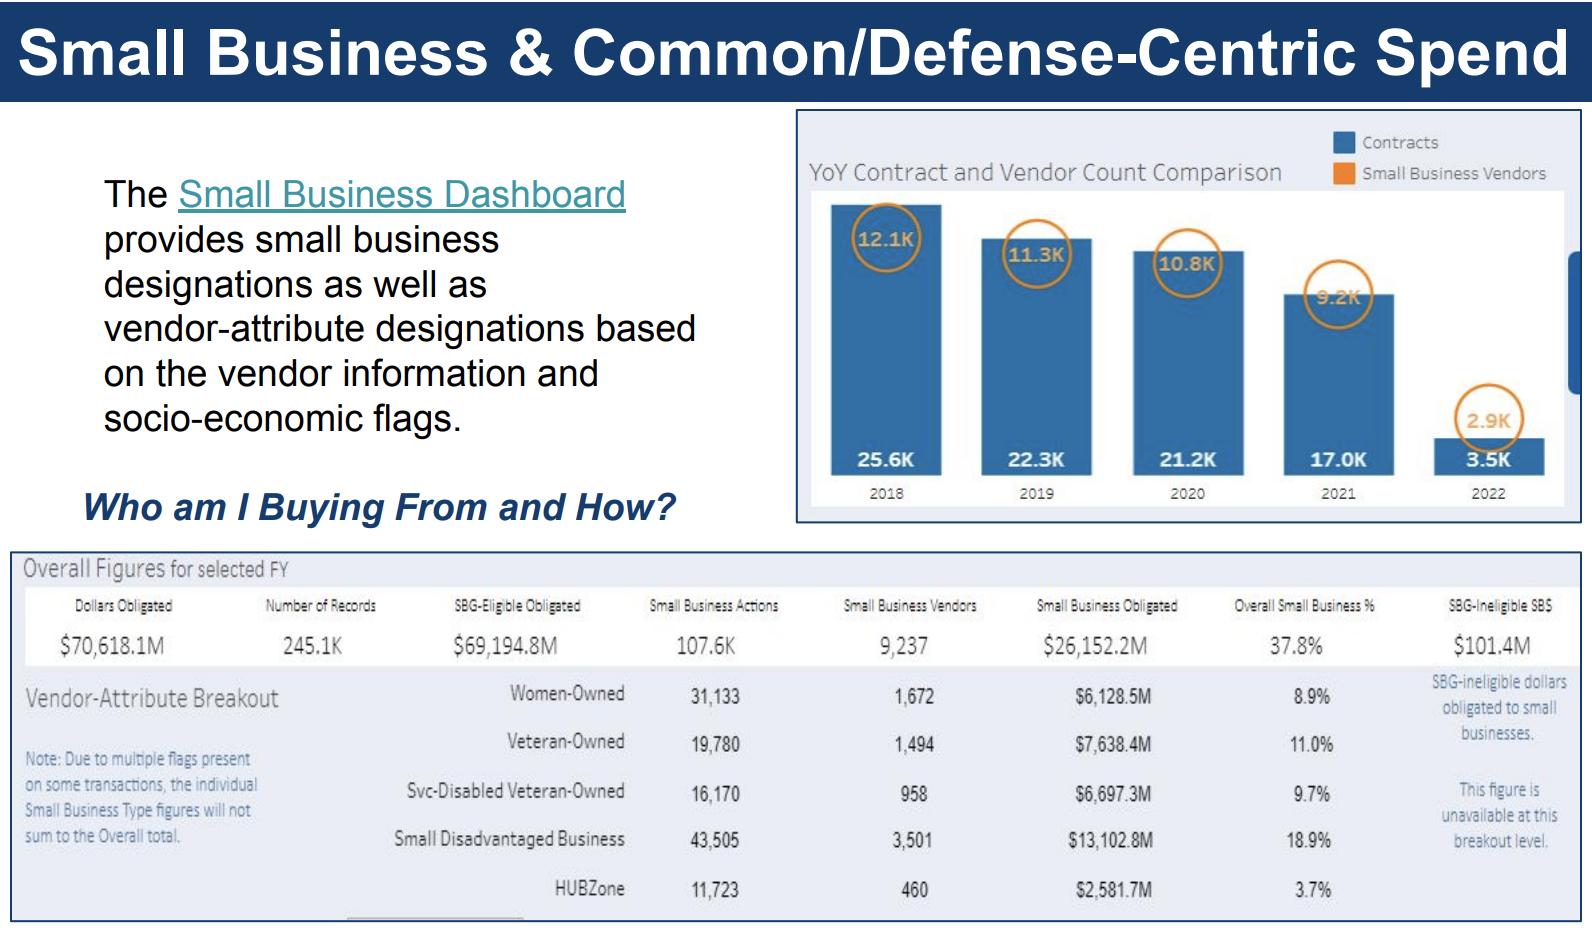 Small Business & Common/Defense-Centric Spend
The Small Business Dashboard
provides small business
designations as well as
vendor-attribute designations based
on the vendor information and
socio-economic flags.
Who am I Buying From and How?
Contracts
YoY Contract and Vendor Count Comparison
Small Business Vendors
12.1K 11.3K 10.8K 9.2K 2.9K
25.6K 22.3K 21.2K 17.0K 3.5K
2018 2019 2020 2021 2022
Overall Figures for selected FY
Dollars Obligated Number of Records SBG-Eligible Obligated Small Business Actions Small Business Vendors Small Business Obligated Overall Small Business % SBG-Ineligible SB$
$70,618.1M 245.1K $69,194.8M 107.6K 9,237 $26,152.2M 37.8% $101.4M
Vendor-Attribute Breakout
Note: Due to multiple flags present
on some transactions, the individual
Small Business Type figures will not
sum to the Overall total.
Women-Owned 31,133 1,672 $6,128.5M 8.9%
Veteran-Owned 19,780 1,494 $7,638.4M 11.0%
Svc-Disabled Veteran-Owned 16,170 958 $6,697.3M 9.7%
Small Disadvantaged Business 43,505 3,501 $13,102.8M 18.9%
HUBZone 11,723 460 $2,581.7M 3.7%
SBG-ineligible dollars
obligated to small
businesses.
This figure is
unavailable at this
breakout level.